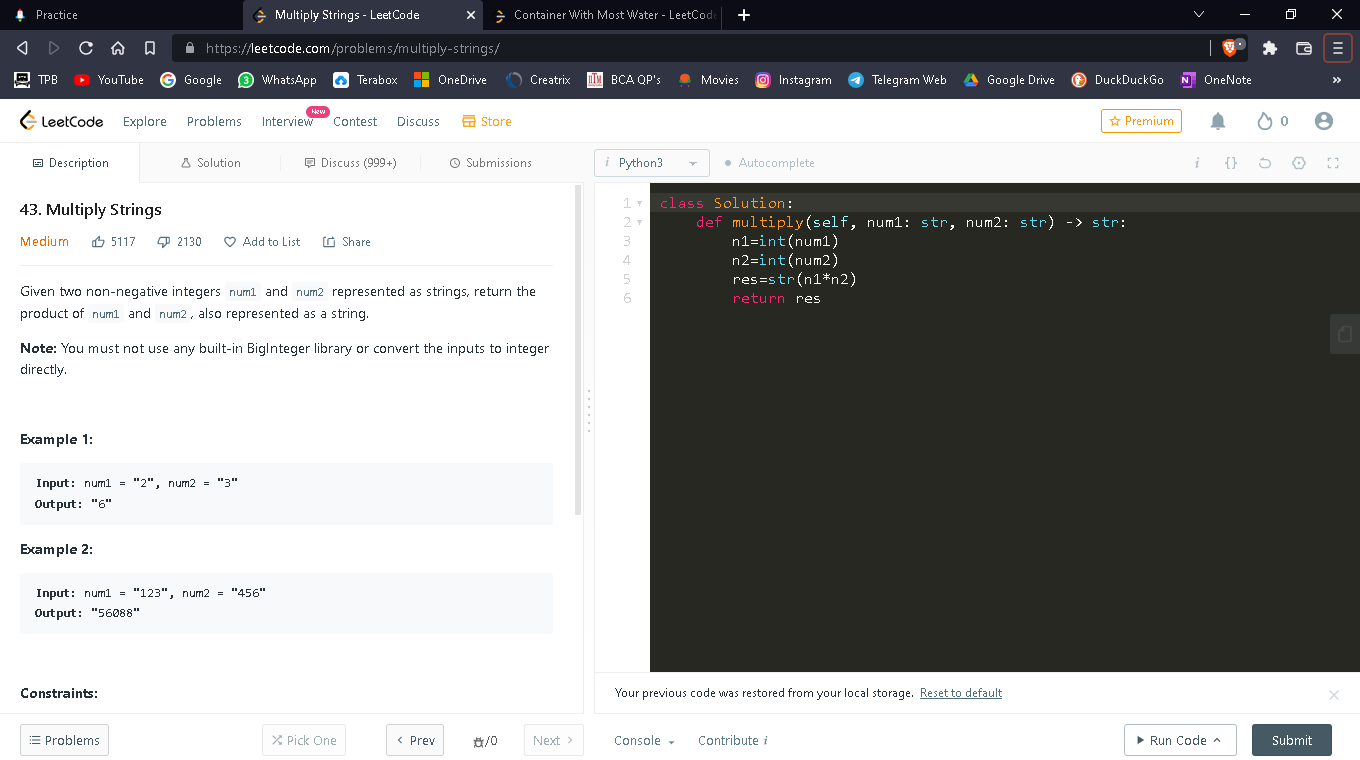 Practice
Multiply Strings - LeetCode
Container With Most Water - LeetCod
https://leetcode.com/problems/multiply-strings/
TPB YouTube Google WhatsApp Terabox OneDrive Creatrix BCA QP's Movies Instagram Telegram Web Google Drive DuckDuckGo OneNote »
LeetCode Explore Problems Interview New Contest Discuss Store Premium 0
Description Solution Discuss (999+) Submissions
i Python3 Autocomplete i {}
43. Multiply Strings
Medium 5117 2130 Add to List Share
Given two non-negative integers num1 and num2 represented as strings, return the
product of num1 and num2, also represented as a string.
Note: You must not use any built-in BigInteger library or convert the inputs to integer
directly.
Example 1:
Input: num1 = "2", num2 = "3"
Output: "6"
Example 2:
Input: num1 = "123", num2 = "456"
Output: "56088"
Constraints:
1 class Solution:
2 def multiply(self, num1: str, num2: str) -> str:
3 n1=int(num1)
4 n2=int(num2)
5 res=str(n1*n2)
6 return res
Your previous code was restored from your local storage. Reset to default
Problems Pick One < Prev /0 Next > Console Contribute i Run Code Submit